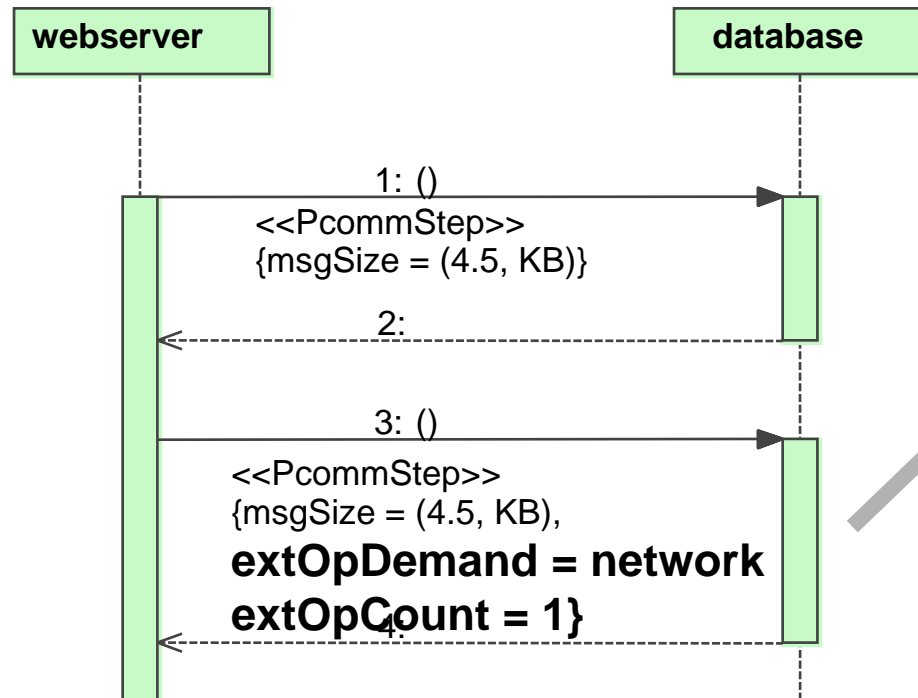 webserver
database
1: ()
<<PcommStep>>
{msgSize = (4.5, KB)}
2:
3: ()
<<PcommStep>>
{msgSize = (4.5, KB),
extOpDemand = network
extOpCount = 1}
4: